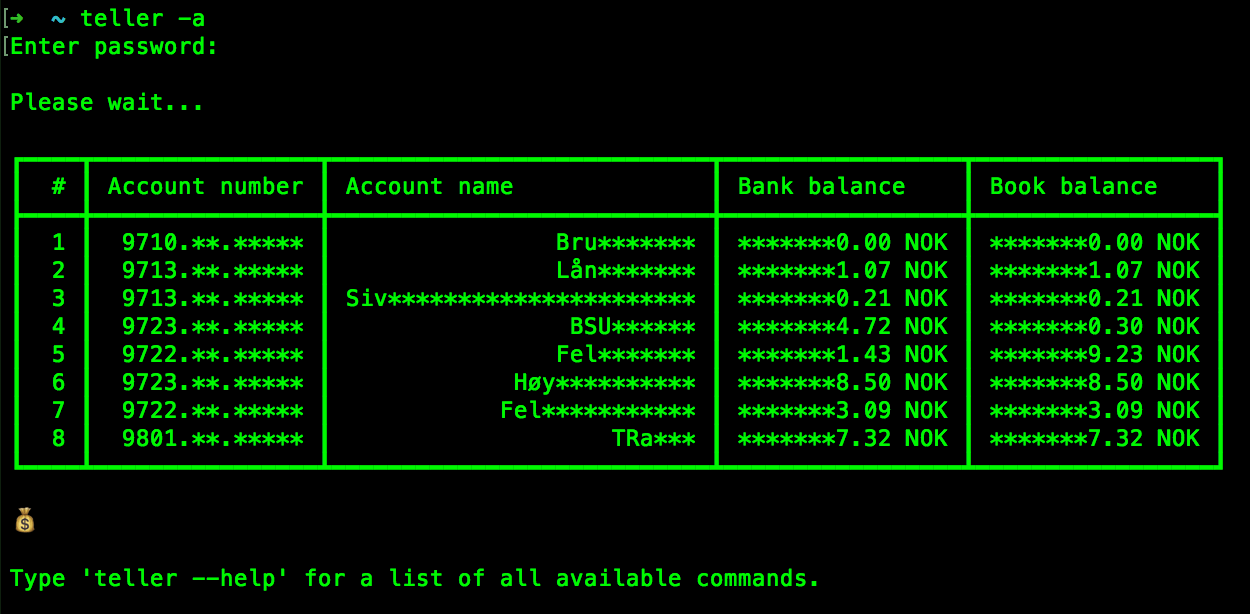 [➜ ~ teller -a
[Enter password:
Please wait...
# Account number Account name Bank balance Book balance
1 9710.**.***** Bru******* *******0.00 NOK *******0.00 NOK
2 9713.**.***** Lån******* *******1.07 NOK *******1.07 NOK
3 9713.**.***** Siv********************** *******0.21 NOK *******0.21 NOK
4 9723.**.***** BSU****** *******4.72 NOK *******0.30 NOK
5 9722.**.***** Fel******* *******1.43 NOK *******9.23 NOK
6 9723.**.***** Høy********** *******8.50 NOK *******8.50 NOK
7 9722.**.***** Fel*********** *******3.09 NOK *******3.09 NOK
8 9801.**.***** TRa*** *******7.32 NOK *******7.32 NOK
💰
Type 'teller --help' for a list of all available commands.